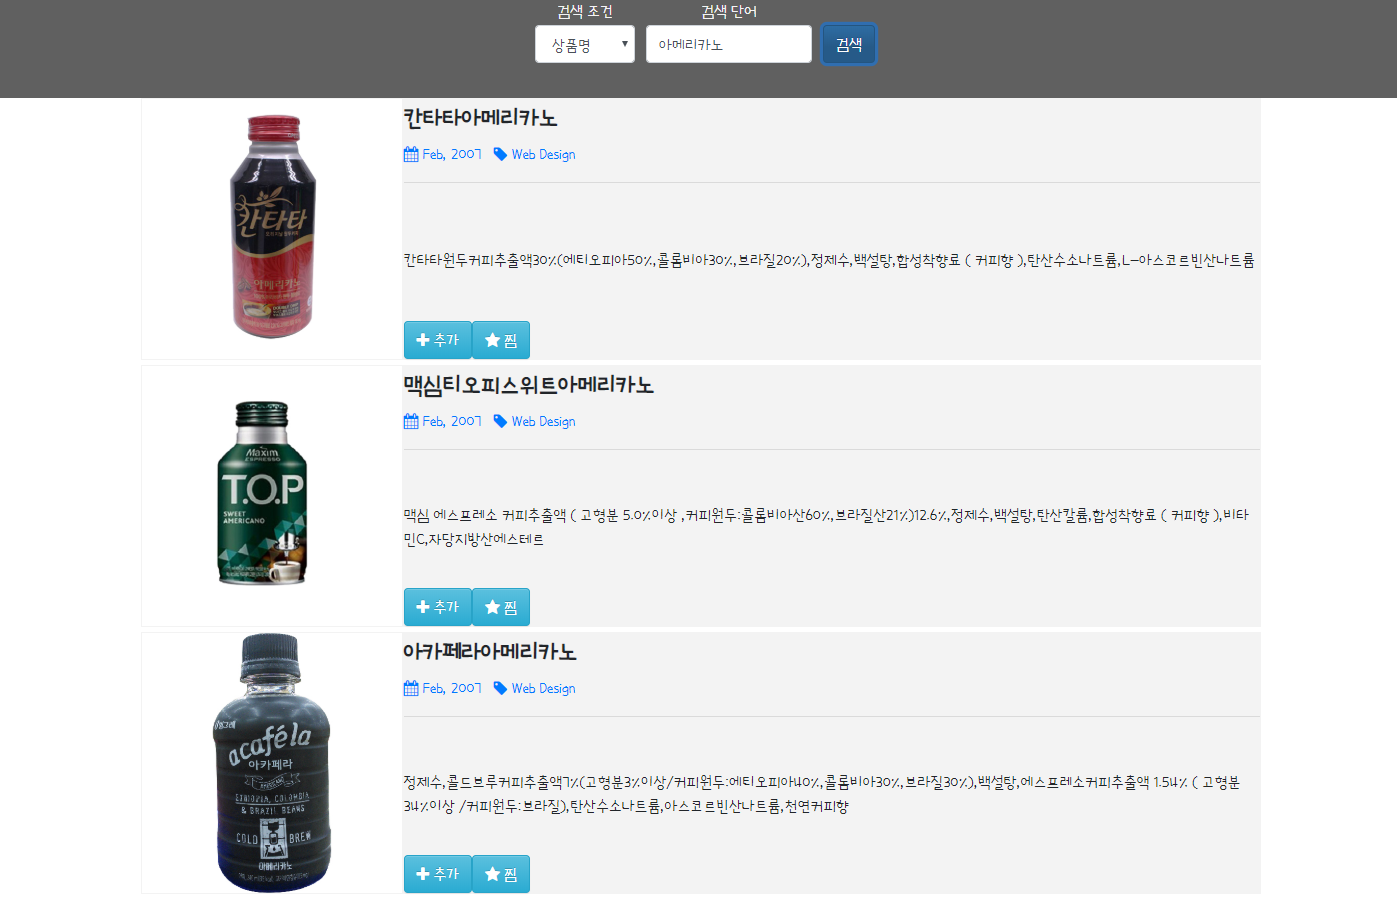 검색 조건
검색 단어
상품명
아메리카노
검색
칸타타아메리카노
Feb, 2007
Web Design
칸타타
아메리카노
칸타타원두커피추출액30%(에티오피아50%,콜롬비아30%,브라질20%),정제수,백설탕,합성착향료 ( 커피향 ),탄산수소나트륨,L-아스코르빈산나트륨
추가
찜
맥심티오피스위트아메리카노
Feb, 2007
Web Design
Maxim
ESPRESSO
T.O.P
SWEET
AMERICANO
맥심 에스프레소 커피추출액 ( 고형분 5.0%이상 ,커피원두:콜롬비아산60%,브라질산21%)12.6%,정제수,백설탕,탄산칼륨,합성착향료 ( 커피향 ),비타
민C,자당지방산에스테르
추가
찜
아카페라아메리카노
Feb, 2007
Web Design
빙그레
acaféla
아카페라
ETHIOPIA, COLOMBIA
& BRAZIL BEANS
COLD BREW
아메리카노
정제수,콜드브루커피추출액7%(고형분3%이상/커피원두:에티오피아40%,콜롬비아30%,브라질30%),백설탕,에스프레소커피추출액 1.54% ( 고형분
34%이상 /커피원두:브라질),탄산수소나트륨,아스코르빈산나트륨,천연커피향
추가
찜